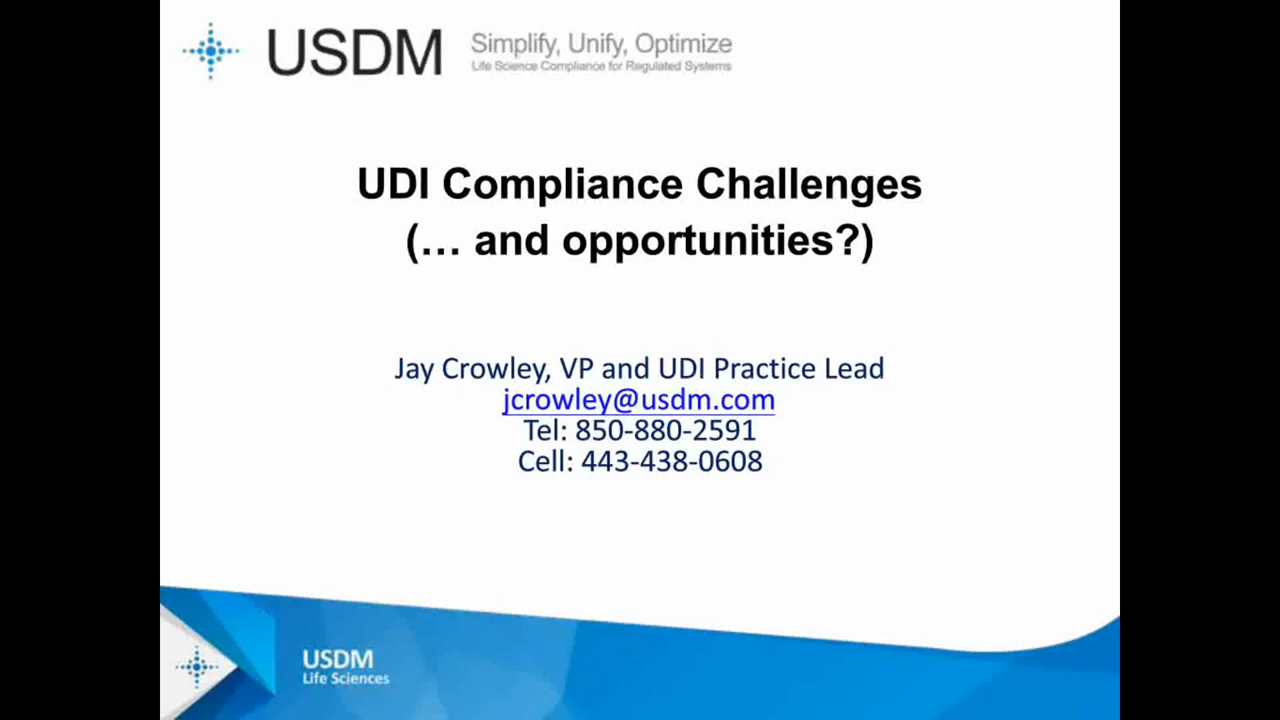 USDM
Simplify, Unify, Optimize
Life Science Compliance for Regulated Systems
UDI Compliance Challenges
(… and opportunities?)
Jay Crowley, VP and UDI Practice Lead
jcrowley@usdm.com
Tel: 850-880-2591
Cell: 443-438-0608
USDM
Life Sciences